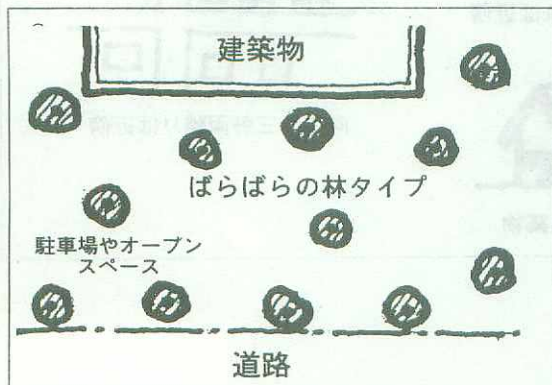 建築物
ばらばらの林タイプ
駐車場やオープン
スペース
道路